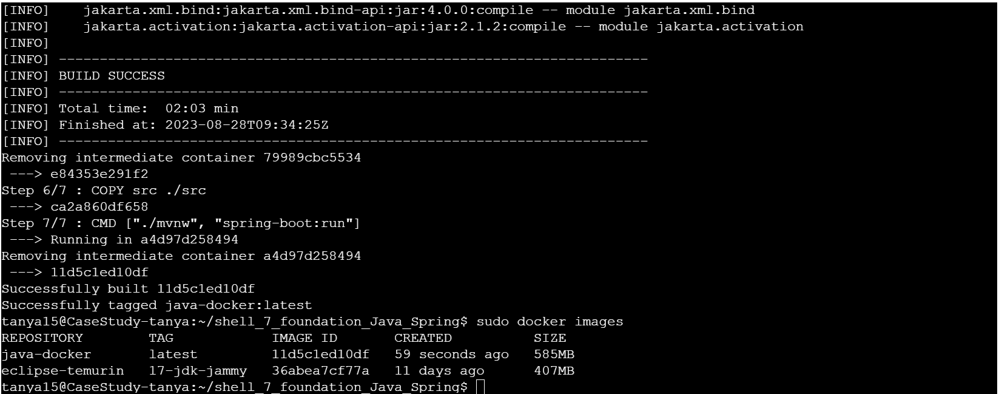 [INFO]    jakarta.xml.bind:jakarta.xml.bind-api:jar:4.0.0:compile -- module jakarta.xml.bind
[INFO]    jakarta.activation:jakarta.activation-api:jar:2.1.2:compile -- module jakarta.activation
[INFO]
[INFO] ------------------------------------------------------------------------
[INFO] BUILD SUCCESS
[INFO] ------------------------------------------------------------------------
[INFO] Total time:  02:03 min
[INFO] Finished at: 2023-08-28T09:34:25Z
[INFO] ------------------------------------------------------------------------
Removing intermediate container 79989cbc5534
 ---> e84353e291f2
Step 6/7 : COPY src ./src
 ---> ca2a860df658
Step 7/7 : CMD ["./mvnw", "spring-boot:run"]
 ---> Running in a4d97d258494
Removing intermediate container a4d97d258494
 ---> 11d5c1ed10df
Successfully built 11d5c1ed10df
Successfully tagged java-docker:latest
tanya15@CaseStudy-tanya:~/shell_7_foundation_Java_Spring$ sudo docker images
REPOSITORY        TAG            IMAGE ID       CREATED          SIZE
java-docker       latest         11d5c1ed10df   59 seconds ago   585MB
eclipse-temurin   17-jdk-jammy   36abea7cf77a   11 days ago      407MB
tanya15@CaseStudy-tanya:~/shell_7_foundation_Java_Spring$